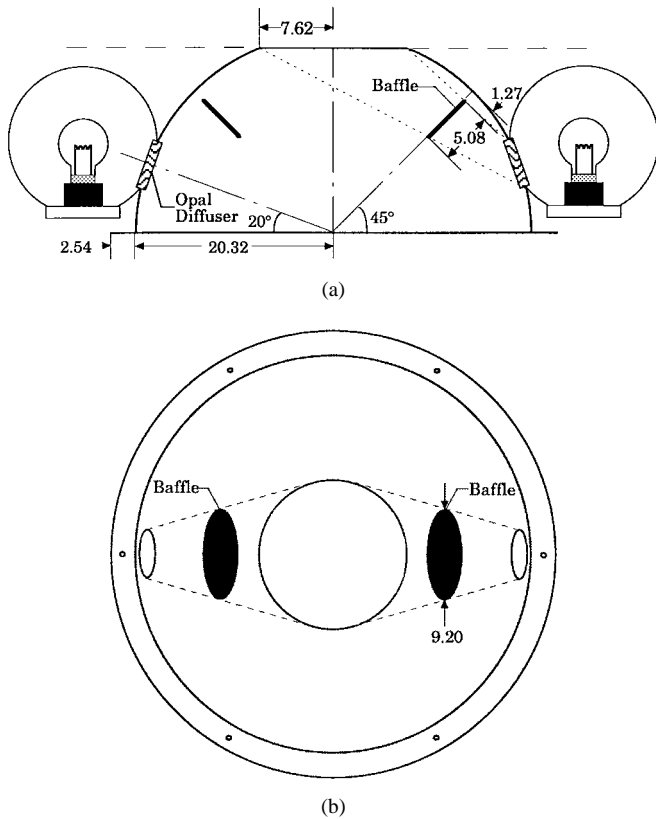 7.62
Baffle
1.27
5.08
Opal
Diffuser
20°
45°
2.54
20.32
(a)
Baffle
Baffle
9.20
(b)